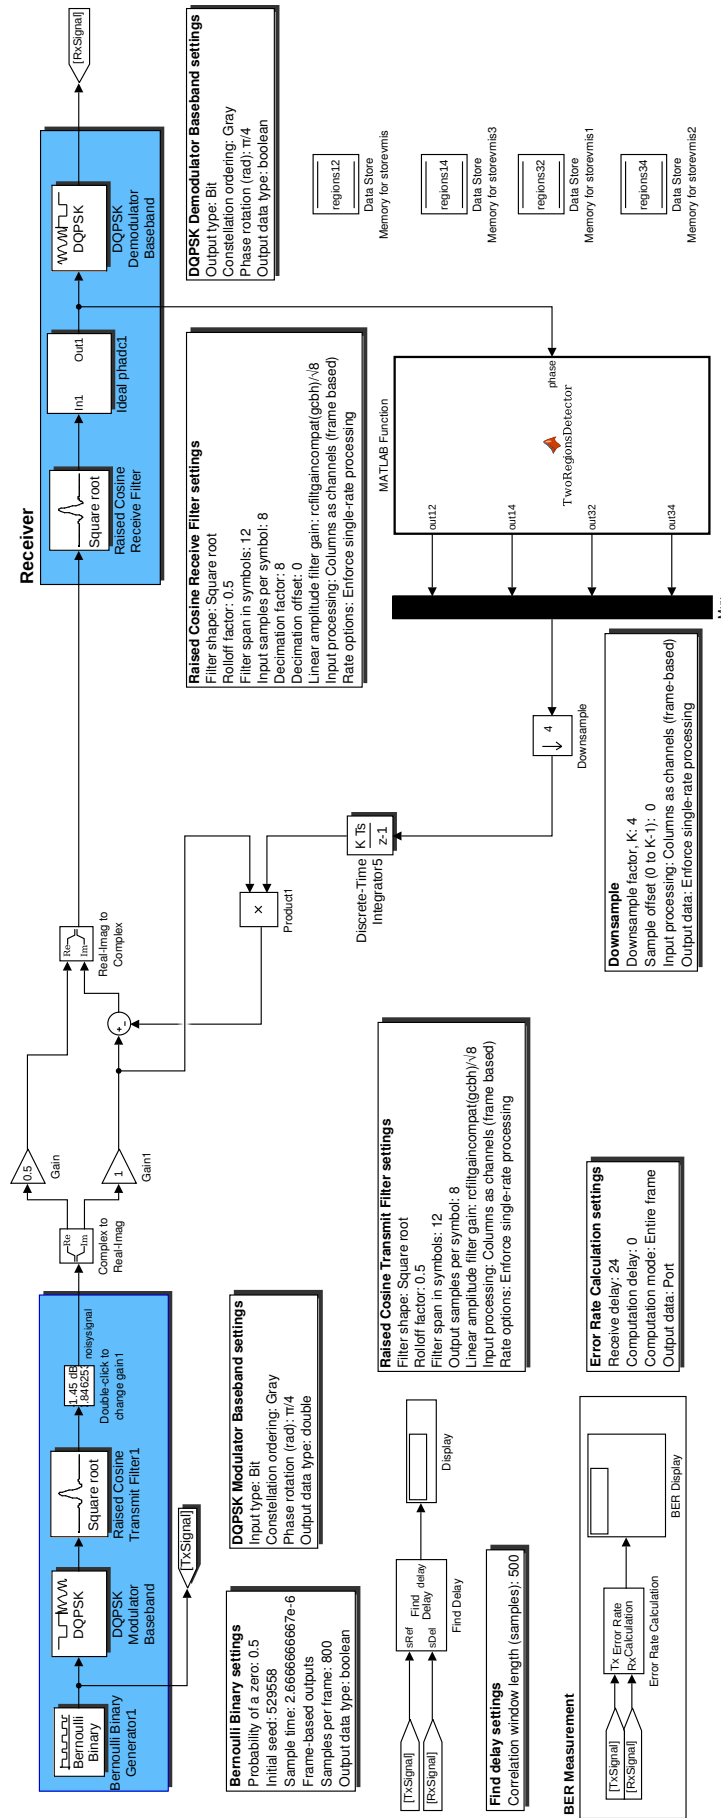 Bernoulli
Binary
Bernoulli Binary
Generator1
DQPSK
DQPSK
Modulator
Baseband
Square root
Raised Cosine
Transmit Filter1
1.45 dB
Double-click to
change gain1
noisysignal
[TxSignal]
Re
Im
Complex to
Real-Imag
0.5
Gain
1
Gain1
+
−
Re
Im
Real-Imag to
Complex
×
Product1
K Ts
z-1
Discrete-Time
Integrator5
↓ 4
Downsample
Receiver
Square root
Raised Cosine
Receive Filter
In1
Out1
Ideal phadc1
DQPSK
DQPSK
Demodulator
Baseband
[RxSignal]
Bernoulli Binary settings
Probability of a zero: 0.5
Initial seed: 529558
Sample time: 2.6666666667e-6
Frame-based outputs
Samples per frame: 800
Output data type: boolean
DQPSK Modulator Baseband settings
Input type: Bit
Constellation ordering: Gray
Phase rotation (rad): π/4
Output data type: double
Raised Cosine Transmit Filter settings
Filter shape: Square root
Rolloff factor: 0.5
Filter span in symbols: 12
Output samples per symbol: 8
Linear amplitude filter gain: rcfiltgaincompat(gcbh)/√8
Input processing: Columns as channels (frame based)
Rate options: Enforce single-rate processing
Raised Cosine Receive Filter settings
Filter shape: Square root
Rolloff factor: 0.5
Filter span in symbols: 12
Input samples per symbol: 8
Decimation factor: 8
Decimation offset: 0
Linear amplitude filter gain: rcfiltgaincompat(gcbh)/√8
Input processing: Columns as channels (frame based)
Rate options: Enforce single-rate processing
DQPSK Demodulator Baseband settings
Output type: Bit
Constellation ordering: Gray
Phase rotation (rad): π/4
Output data type: boolean
regions12
Data Store
Memory for storevmis
regions14
Data Store
Memory for storevmis3
regions32
Data Store
Memory for storevmis1
regions34
Data Store
Memory for storevmis2
MATLAB Function
phase
TwoRegionsDetector
out12
out14
out32
out34
Downsample
Downsample factor, K: 4
Sample offset (0 to K-1): 0
Input processing: Columns as channels (frame-based)
Output data: Enforce single-rate processing
[TxSignal]
[RxSignal]
sRef
sDel
Find
Delay
delay
Find Delay
Display
Find delay settings
Correlation window length (samples): 500
BER Measurement
[TxSignal]
[RxSignal]
Tx Error Rate
Rx Calculation
Error Rate Calculation
BER Display
Error Rate Calculation settings
Receive delay: 24
Computation delay: 0
Computation mode: Entire frame
Output data: Port